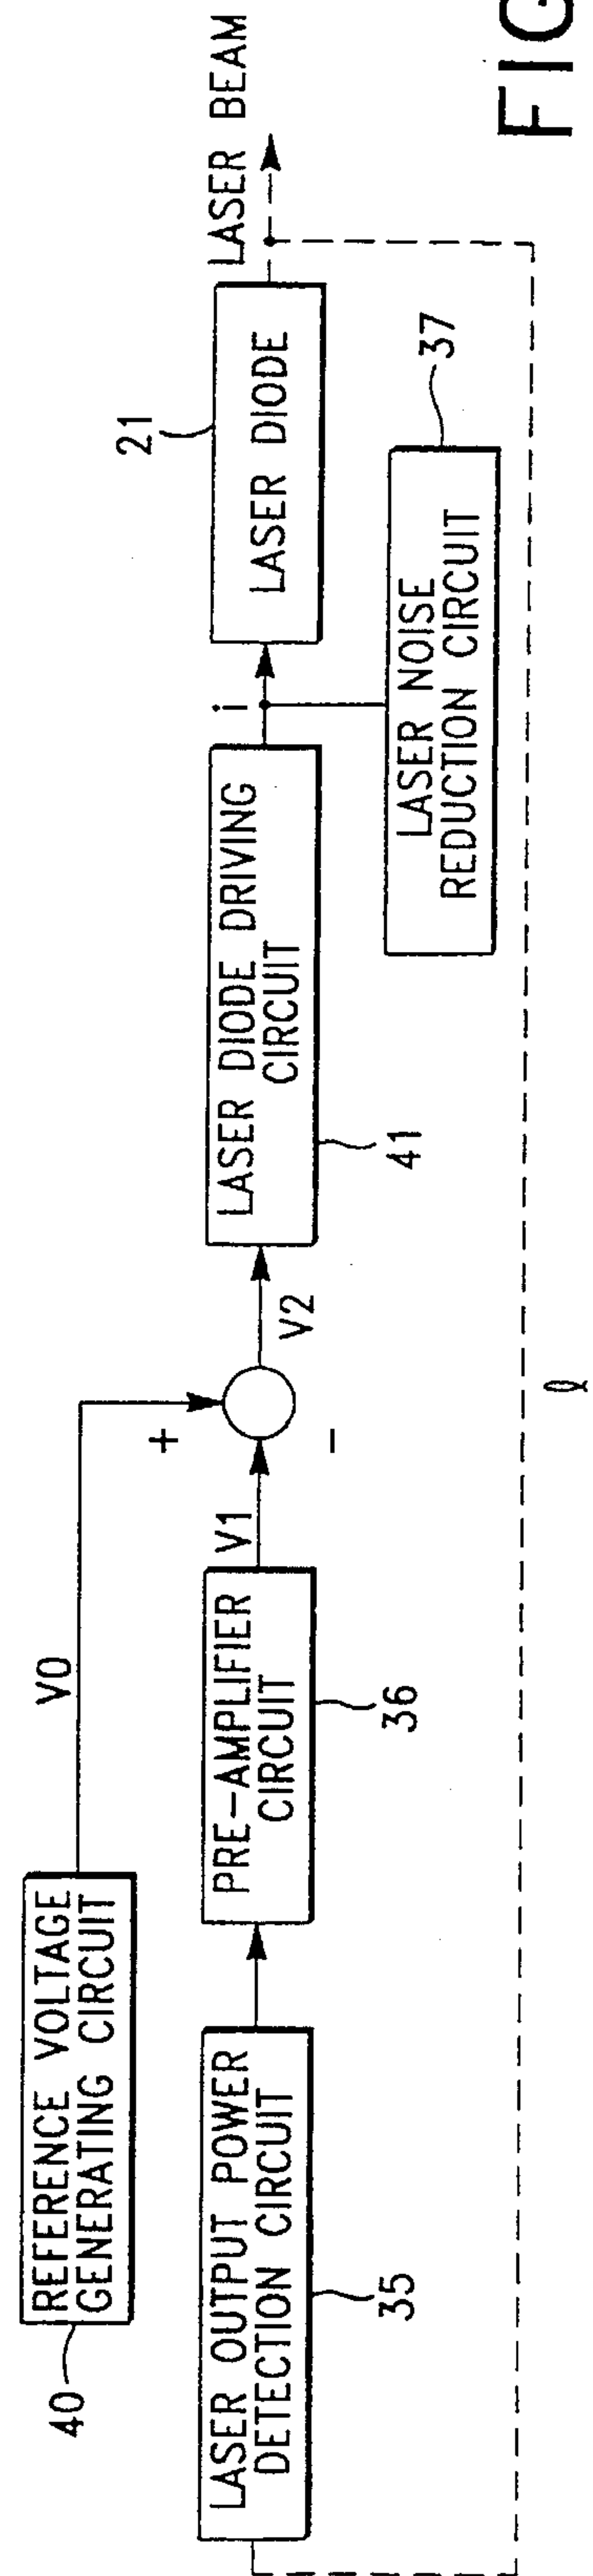 REFERENCE VOLTAGE
GENERATING CIRCUIT
40
V0
LASER OUTPUT POWER
DETECTION CIRCUIT
35
PRE-AMPLIFIER
CIRCUIT
36
V1
+
−
V2
LASER DIODE DRIVING
CIRCUIT
41
i
LASER NOISE
REDUCTION CIRCUIT
37
LASER DIODE
21
LASER BEAM
ℓ
FIG